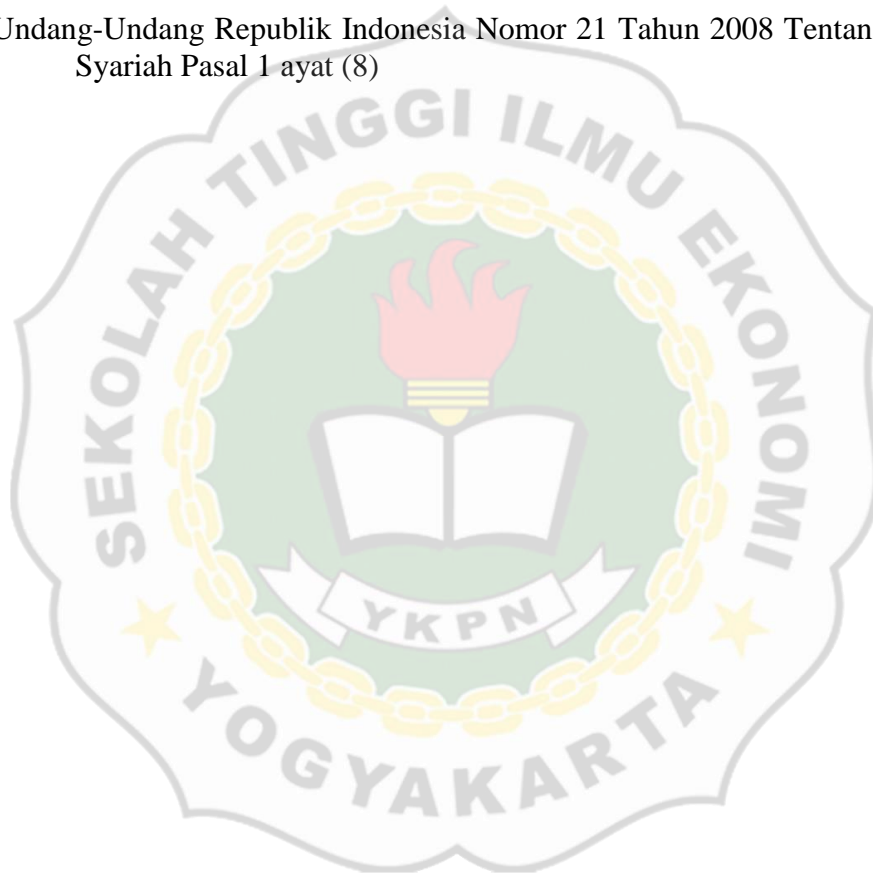 Undang-Undang Republik Indonesia Nomor 21 Tahun 2008 Tentan
Syariah Pasal 1 ayat (8)
SEKOLAH TINGGI ILMU EKONOMI
YKPN
YOGYAKARTA